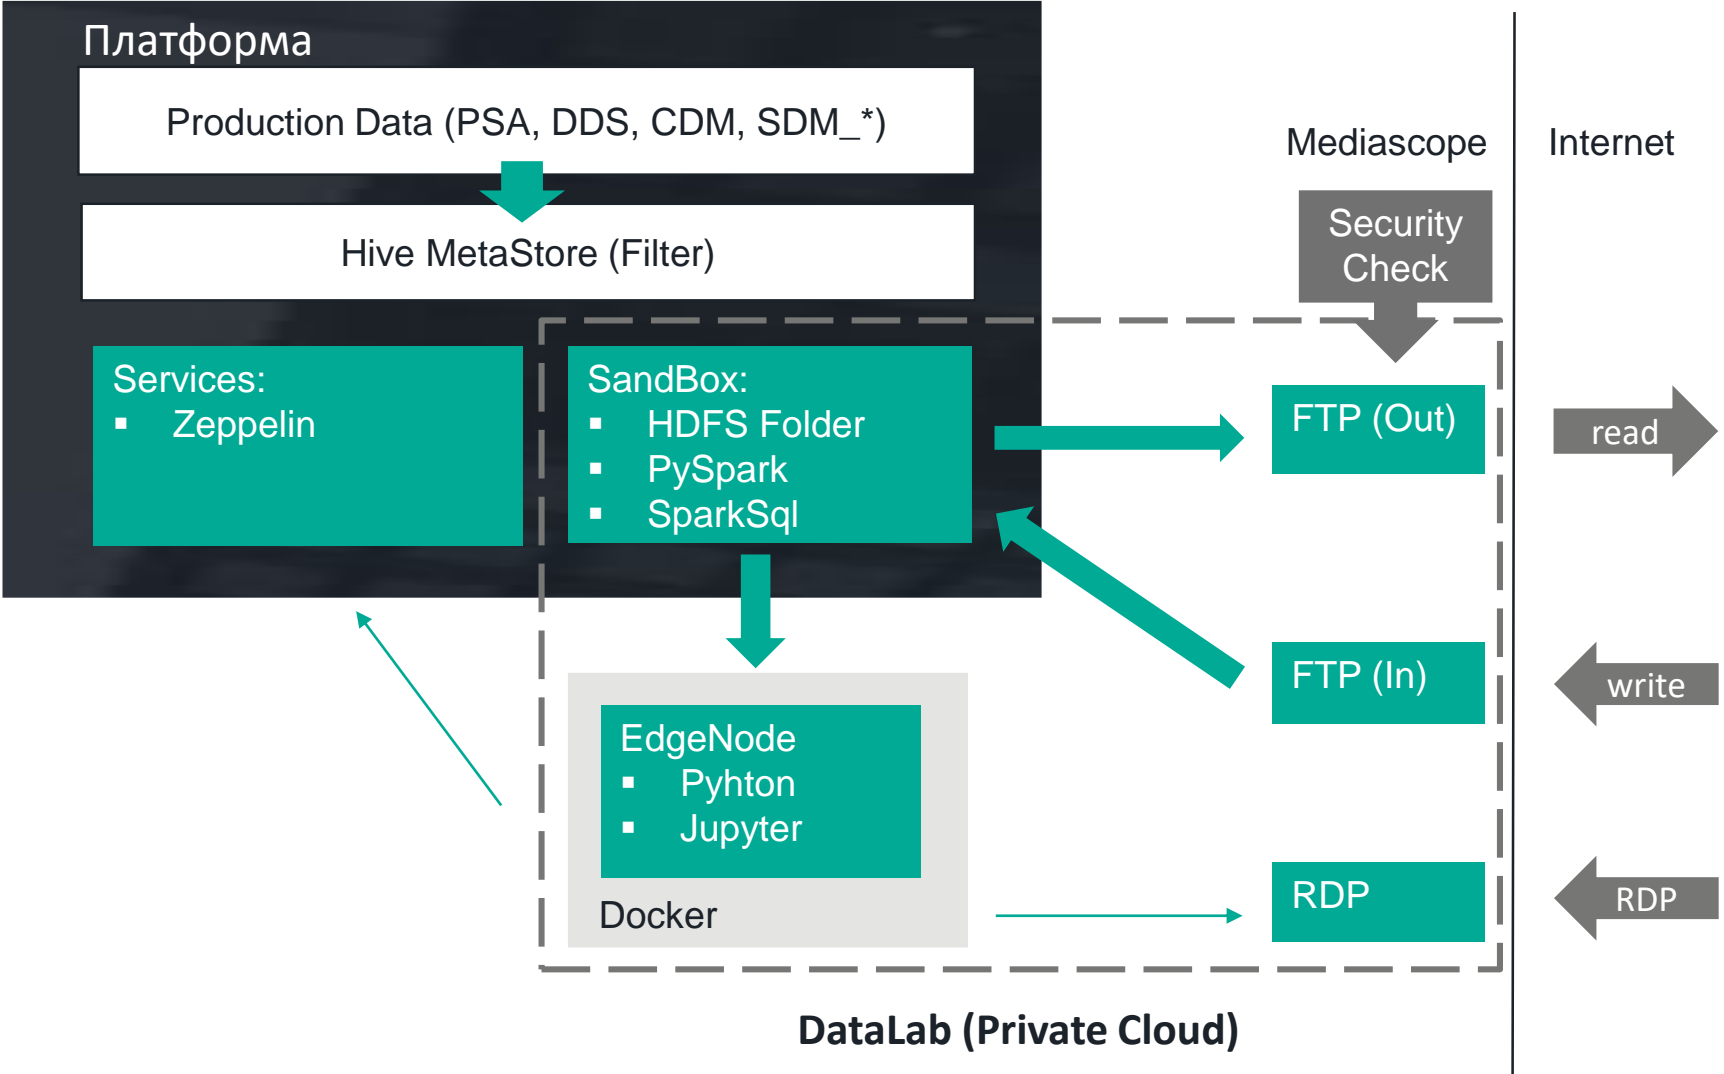 Платформа
Production Data (PSA, DDS, CDM, SDM_*)
Hive MetaStore (Filter)
Mediascope
Internet
Security
Check
Services:
▪ Zeppelin
SandBox:
▪ HDFS Folder
▪ PySpark
▪ SparkSql
FTP (Out)
read
FTP (In)
write
EdgeNode
▪ Pyhton
▪ Jupyter
Docker
RDP
RDP
DataLab (Private Cloud)